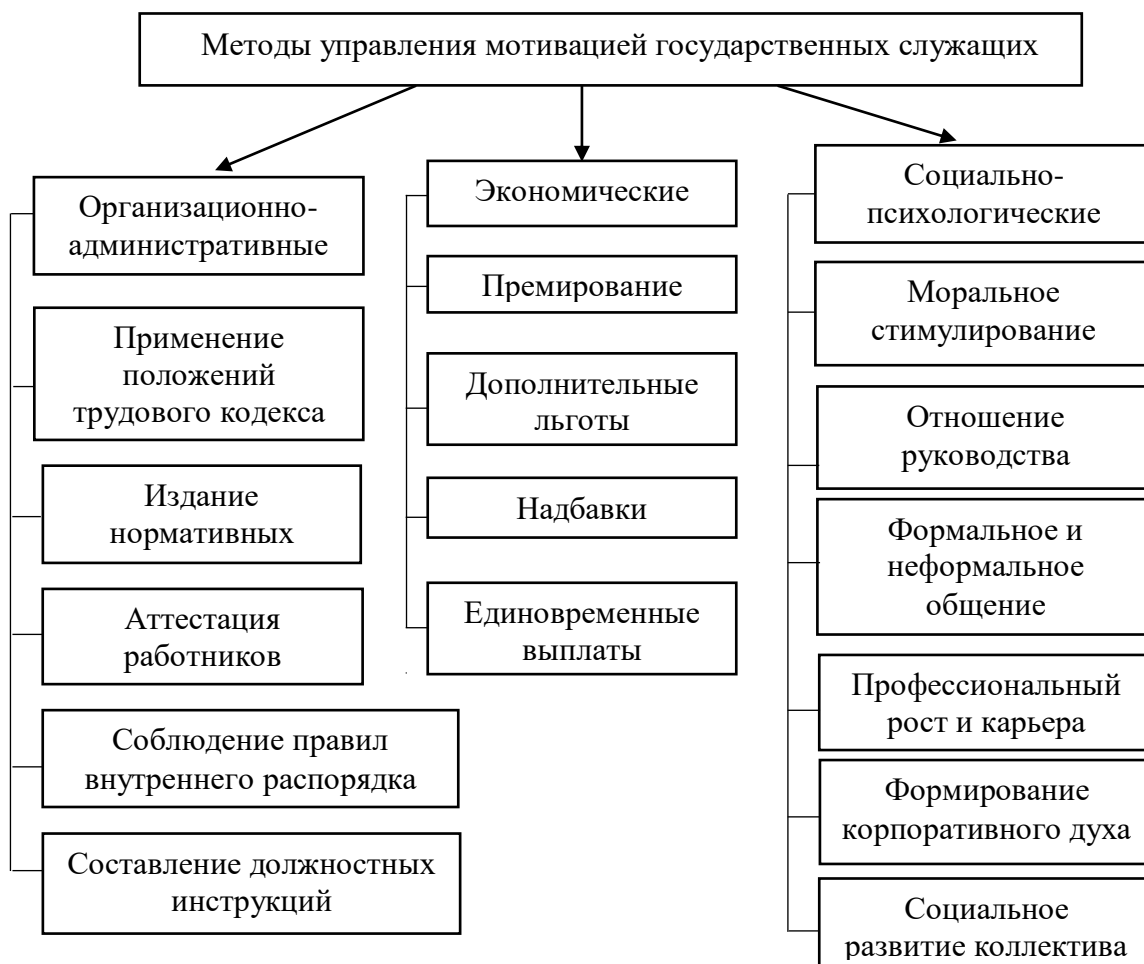 Методы управления мотивацией государственных служащих
Организационно-
административные
Применение
положений
трудового кодекса
Издание
нормативных
Аттестация
работников
Соблюдение правил
внутреннего распорядка
Составление должностных
инструкций
Экономические
Премирование
Дополнительные
льготы
Надбавки
Единовременные
выплаты
Социально-
психологические
Моральное
стимулирование
Отношение
руководства
Формальное и
неформальное
общение
Профессиональный
рост и карьера
Формирование
корпоративного духа
Социальное
развитие коллектива